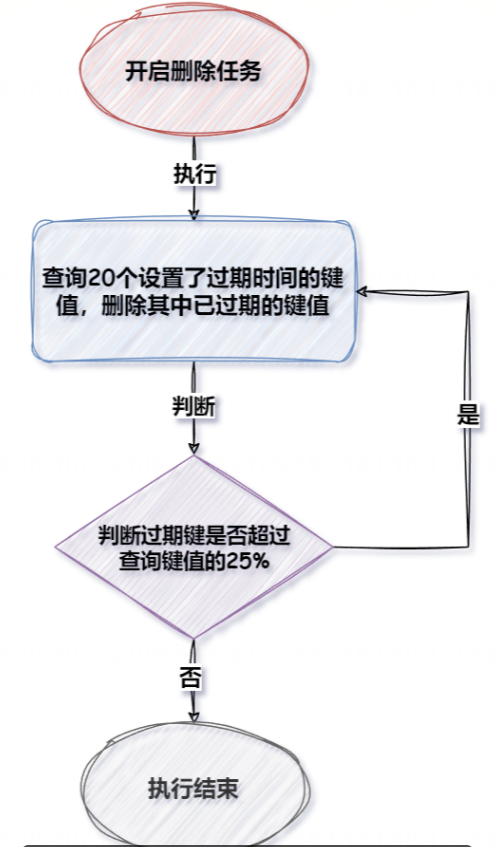 开启删除任务
执行
查询20个设置了过期时间的键
值，删除其中已过期的键值
判断
是
判断过期键是否超过
查询键值的25%
否
执行结束